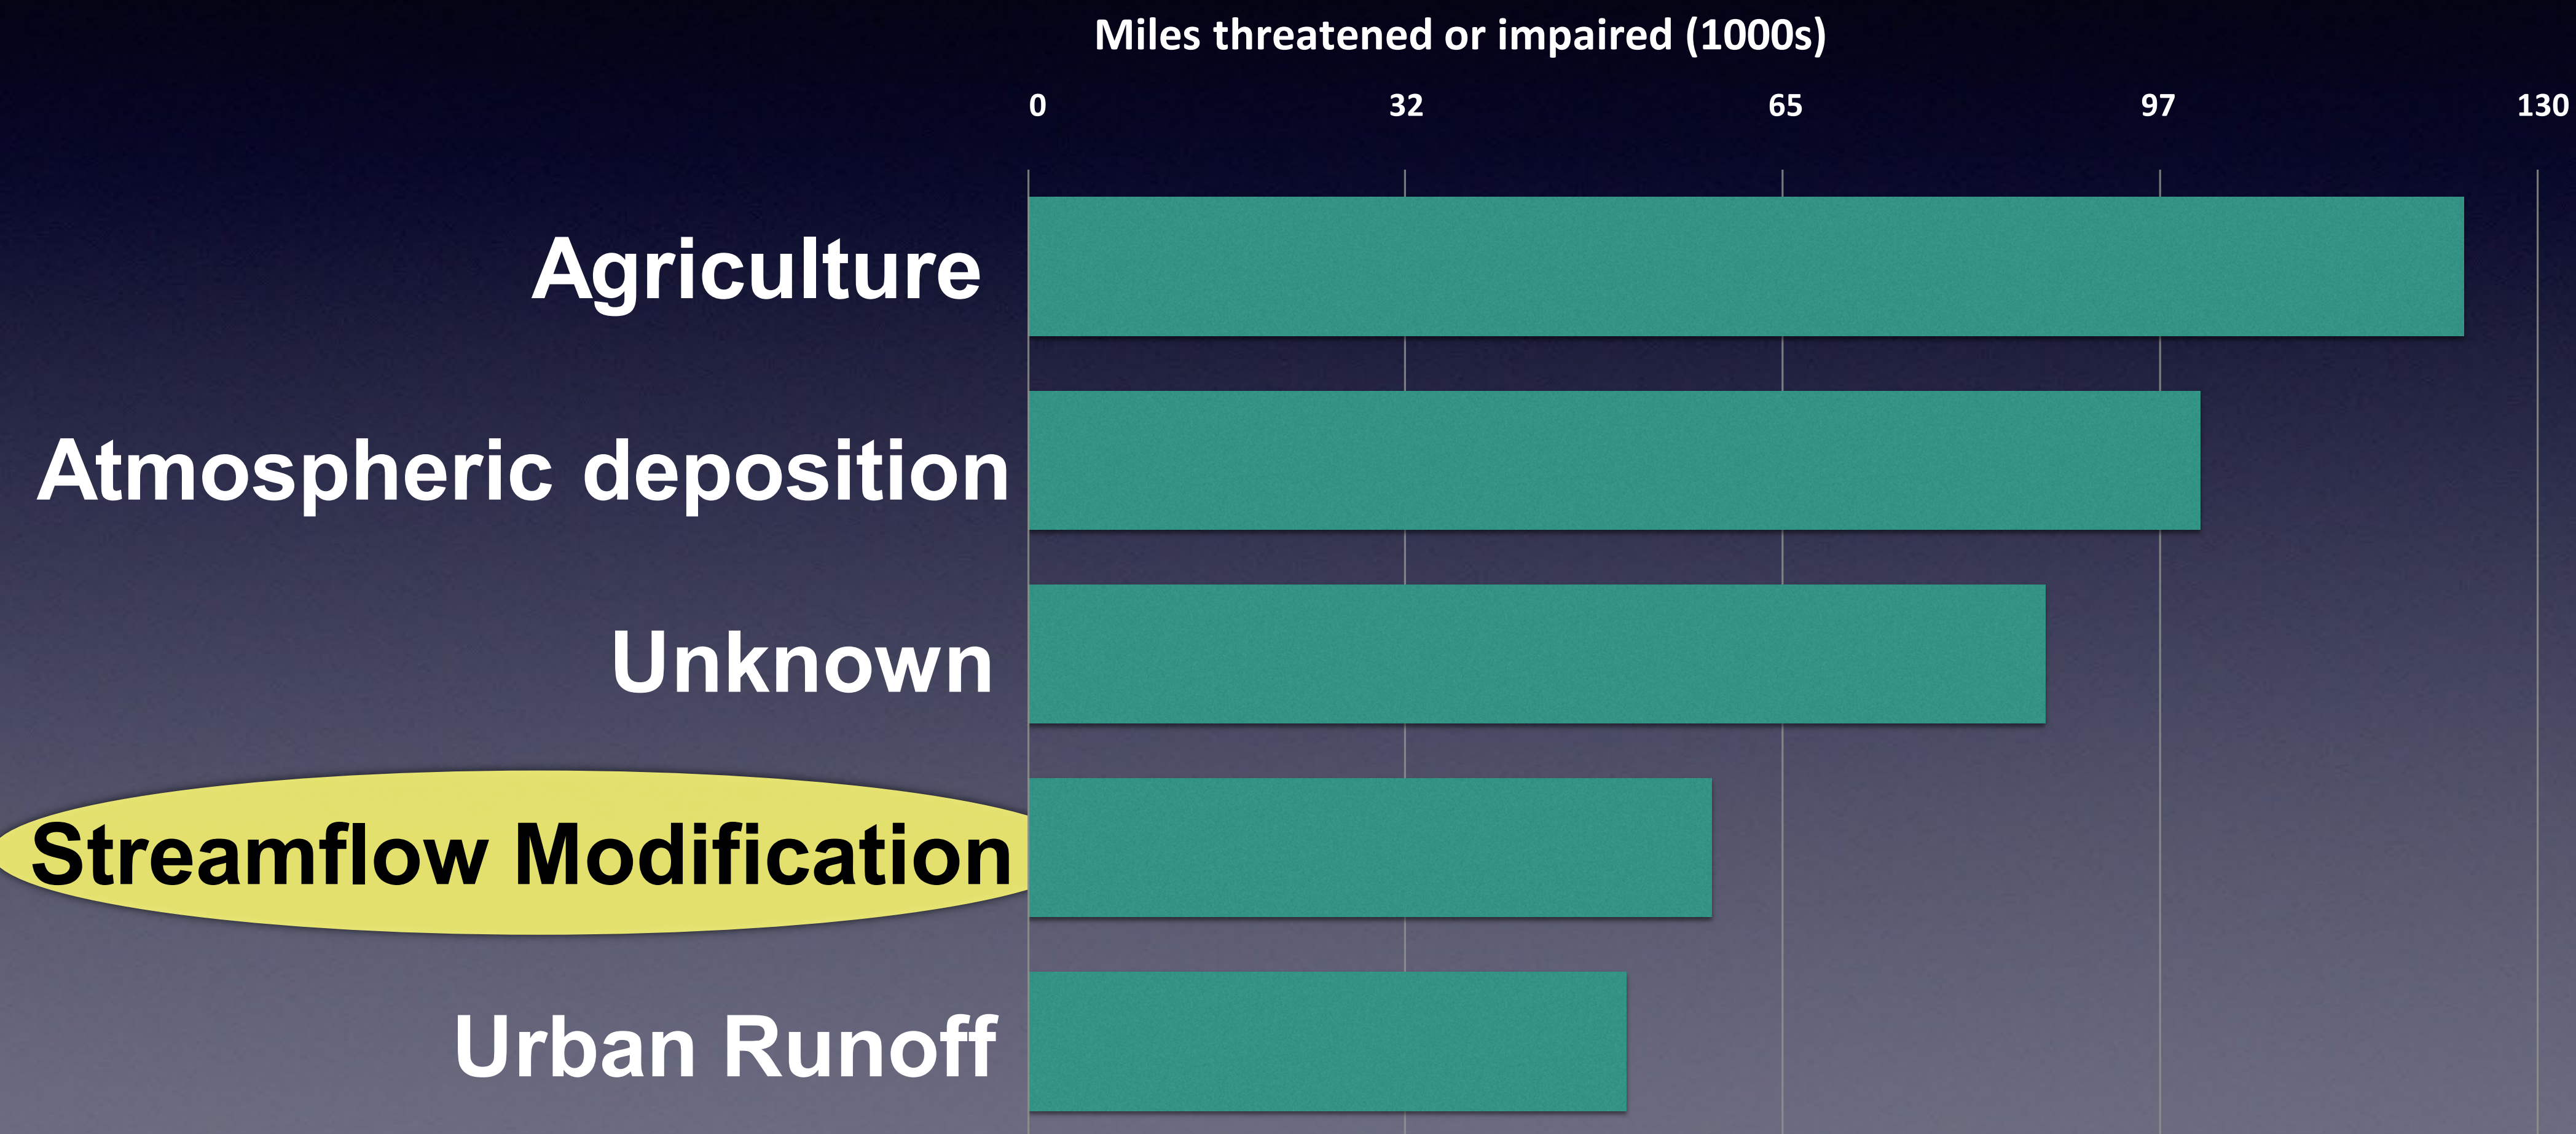 Miles threatened or impaired (1000s)
0 32 65 97 130
Agriculture
Atmospheric deposition
Unknown
Streamflow Modification
Urban Runoff